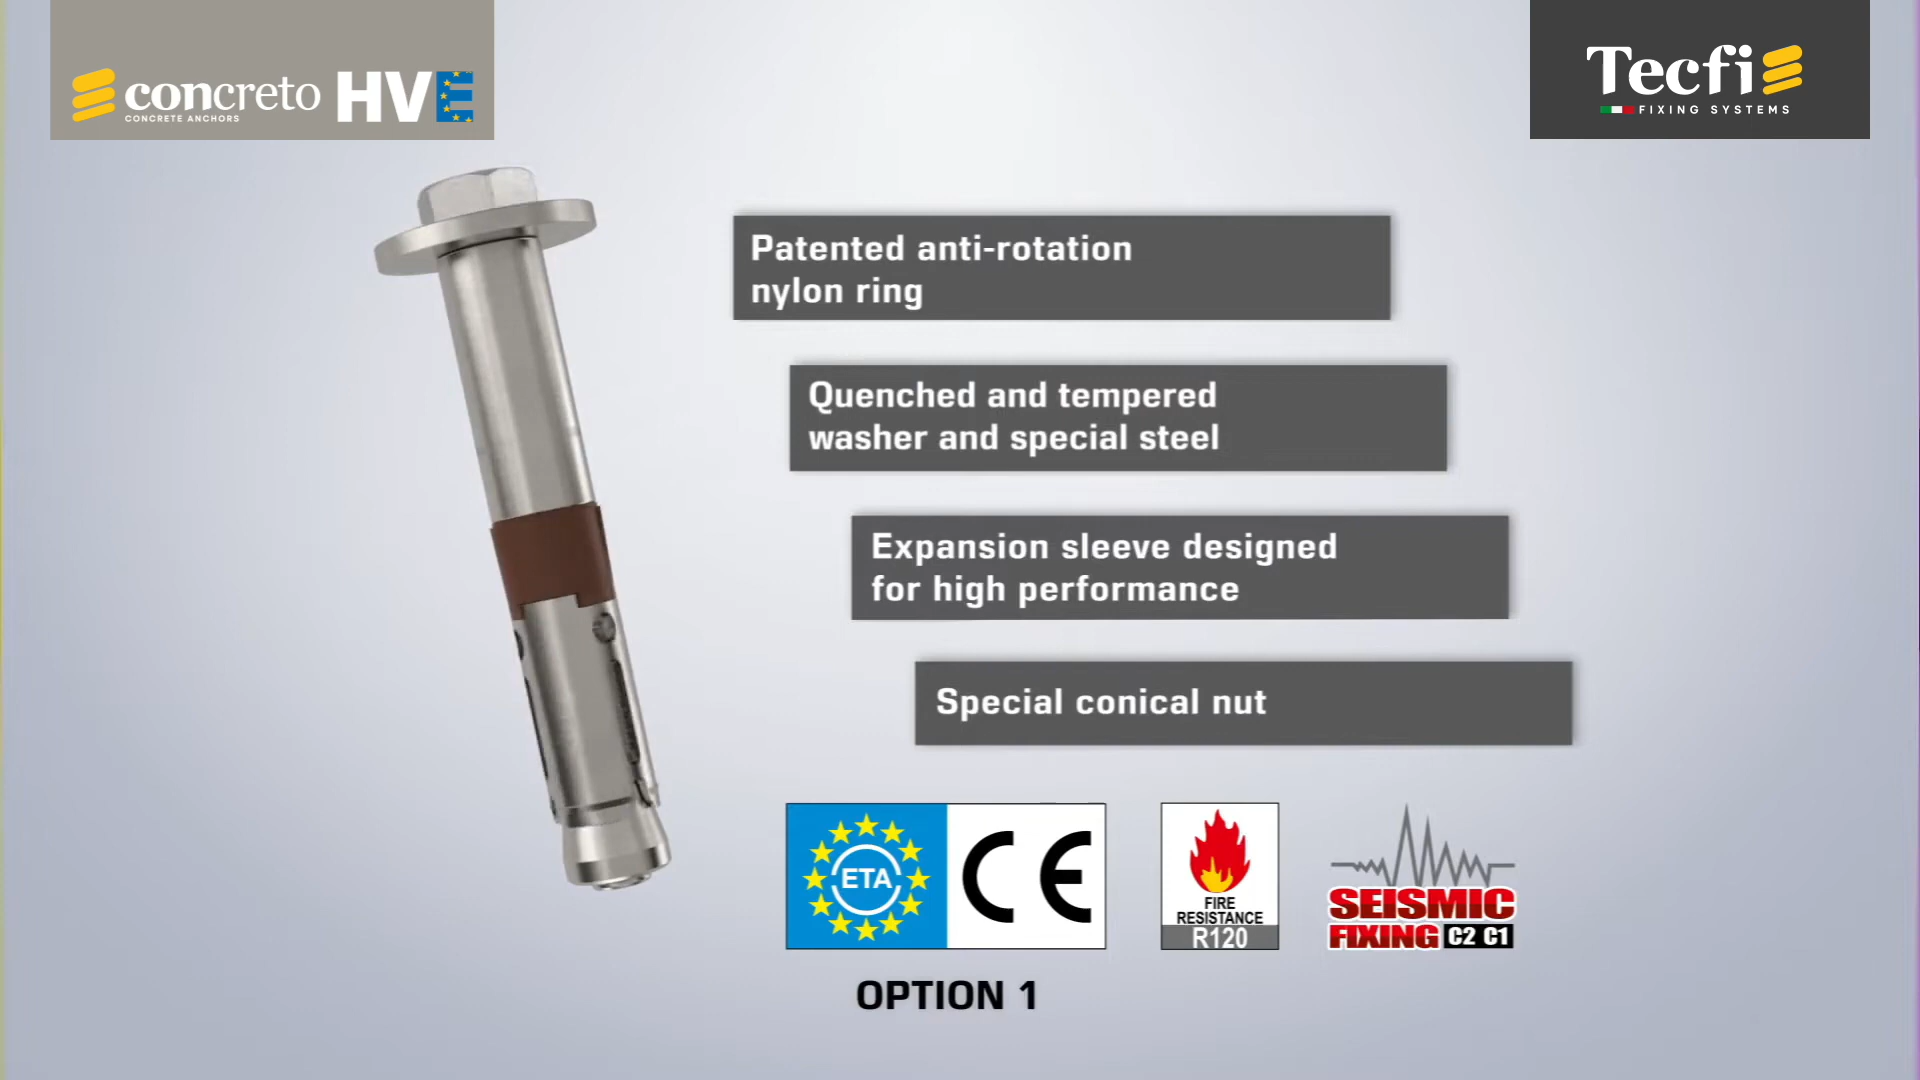 concreto HVE
CONCRETE ANCHORS
Tecfi
FIXING SYSTEMS
Patented anti-rotation
nylon ring
Quenched and tempered
washer and special steel
Expansion sleeve designed
for high performance
Special conical nut
ETA
CE
FIRE
RESISTANCE
R120
SEISMIC
FIXING C2 C1
OPTION 1